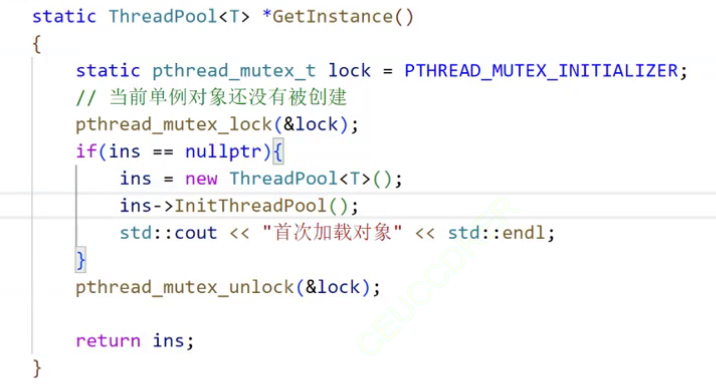 static ThreadPool<T> *GetInstance()
{
    static pthread_mutex_t lock = PTHREAD_MUTEX_INITIALIZER;
    // 当前单例对象还没有被创建
    pthread_mutex_lock(&lock);
    if(ins == nullptr){
        ins = new ThreadPool<T>();
        ins->InitThreadPool();
        std::cout << "首次加载对象" << std::endl;
    }
    pthread_mutex_unlock(&lock);
    return ins;
}